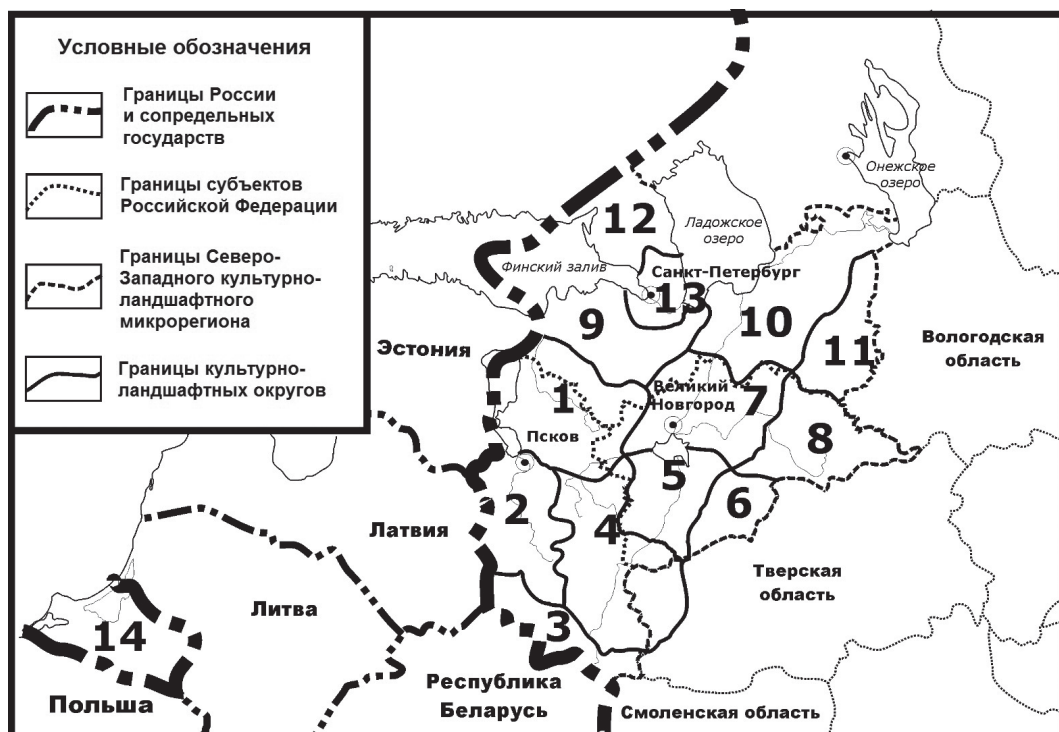 Условные обозначения
Границы России
и сопредельных
государств
Границы субъектов
Российской Федерации
Границы Северо-
Западного культурно-
ландшафтного
микрорегиона
Границы культурно-
ландшафтных округов
Онежское
озеро
12
Ладожское
озеро
Финский залив
Санкт-Петербург
13
9
10
Эстония
11
Вологодская
область
1
Великий
Новгород
7
Псков
8
2
5
6
4
Латвия
Тверская
область
Литва
3
14
Республика
Беларусь
Польша
Смоленская область